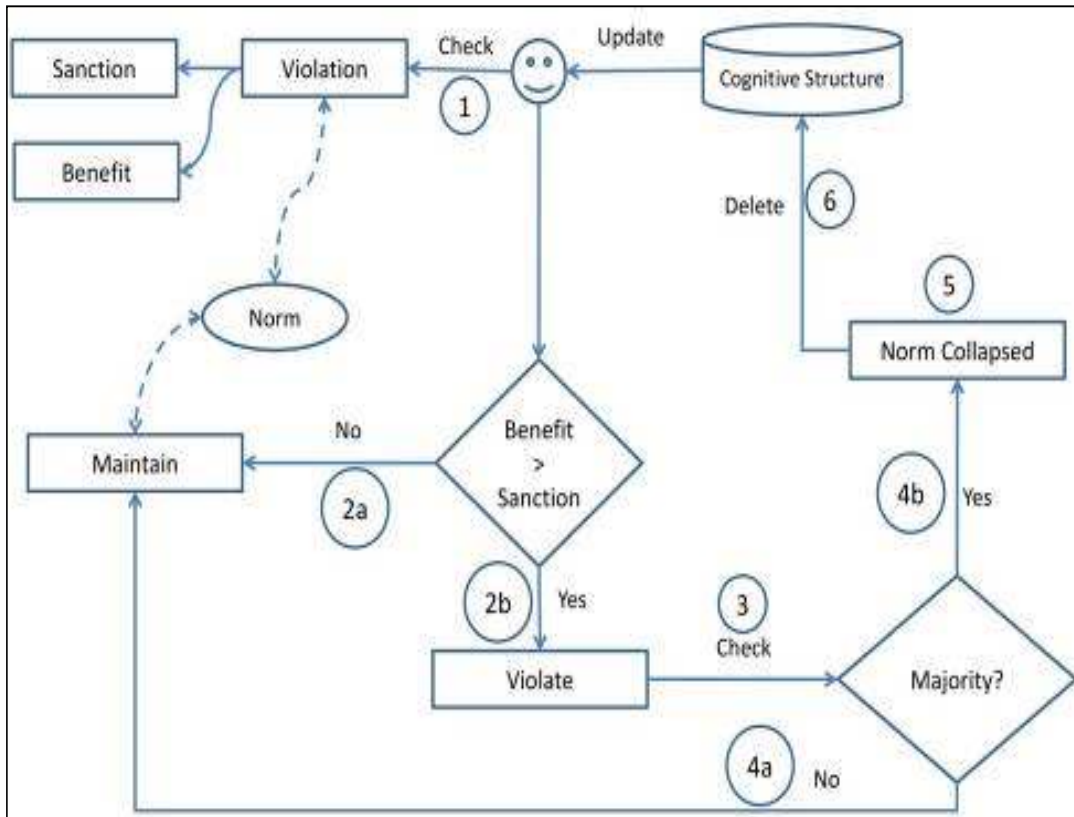 Sanction
Violation
Check
1
Update
Cognitive Structure
Benefit
Delete
6
Norm
5
Norm Collapsed
Maintain
No
2a
Benefit
>
Sanction
4b
Yes
2b
Yes
3
Check
Violate
Majority?
4a
No